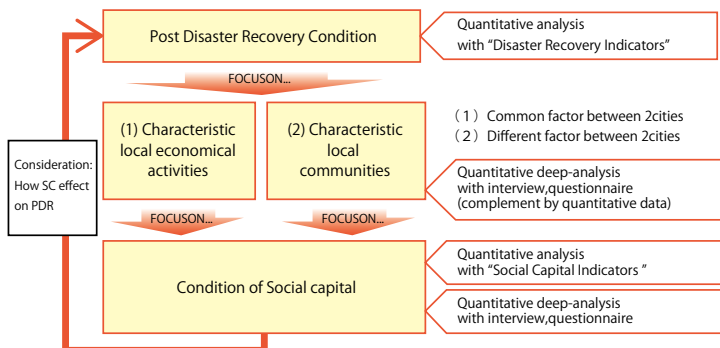 Post Disaster Recovery Condition
Quantitative analysis
with “Disaster Recovery Indicators”
FOCUSON...
(1) Characteristic
local economical
activities
(2) Characteristic
local
communities
（1） Common factor between 2cities
（2） Different factor between 2cities
Consideration:
How SC effect
on PDR
Quantitative deep-analysis
with interview,questionnaire
(complement by quantitative data)
FOCUSON...
FOCUSON...
Condition of Social capital
Quantitative analysis
with “Social Capital Indicators ”
Quantitative deep-analysis
with interview,questionnaire